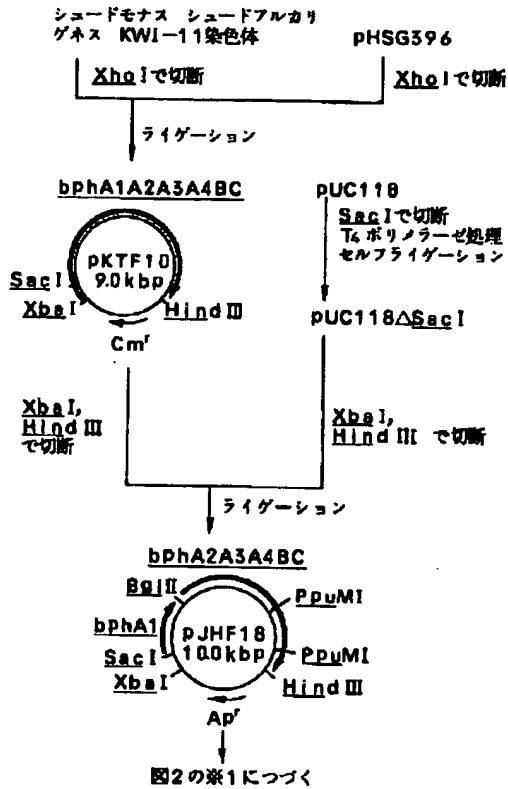 シュードモナス シュードアルカリ
ゲネス KWI-11染色体
pHSG396
XhoIで切断
XhoIで切断
ライゲーション
bphA1A2A3A4BC
pUC118
SacIで切断
T4ポリメラーゼ処理
セルフライゲーション
pKTF10
9.0kbp
SacI
XbaI
HindⅢ
Cmr
pUC118△SacI
XbaI,
HindⅢ
で切断
XbaI,
HindⅢ で切断
ライゲーション
bphA2A3A4BC
BglⅡ
PpuMI
bphA1
pJHF18
10.0kbp
SacI
PpuMI
XbaI
HindⅢ
Apr
図2の※1につづく